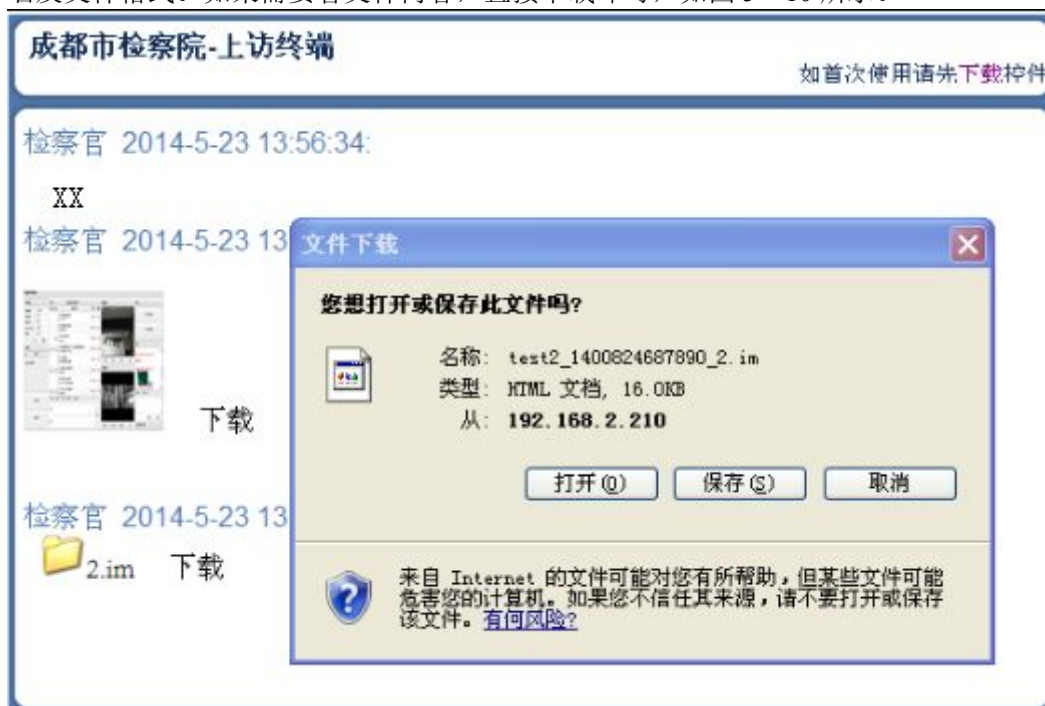 成都市检察院-上访终端
如首次使用请先下载控件
检察官 2014-5-23 13:56:34:
XX
检察官 2014-5-23 13
下载
检察官 2014-5-23 13
2.im 下载
文件下载
您想打开或保存此文件吗?
名称: test2_1400824687890_2.im
类型: HTML 文档, 16.0KB
从: 192.168.2.210
打开(O) 保存(S) 取消
来自 Internet 的文件可能对您有所帮助,但某些文件可能
危害您的计算机。如果您不信任其来源,请不要打开或保存
该文件。有何风险?